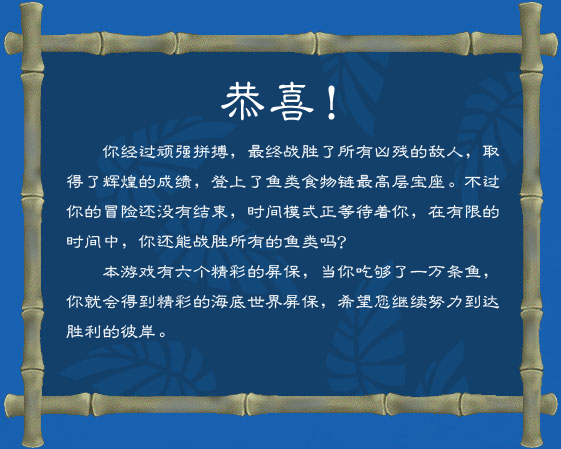 恭喜！
你经过顽强拼搏，最终战胜了所有凶残的敌人，取
得了辉煌的成绩，登上了鱼类食物链最高层宝座。不过
你的冒险还没有结束，时间模式正等待着你，在有限的
时间中，你还能战胜所有的鱼类吗？
本游戏有六个精彩的屏保，当你吃够了一万条鱼，
你就会得到精彩的海底世界屏保，希望您继续努力到达
胜利的彼岸。